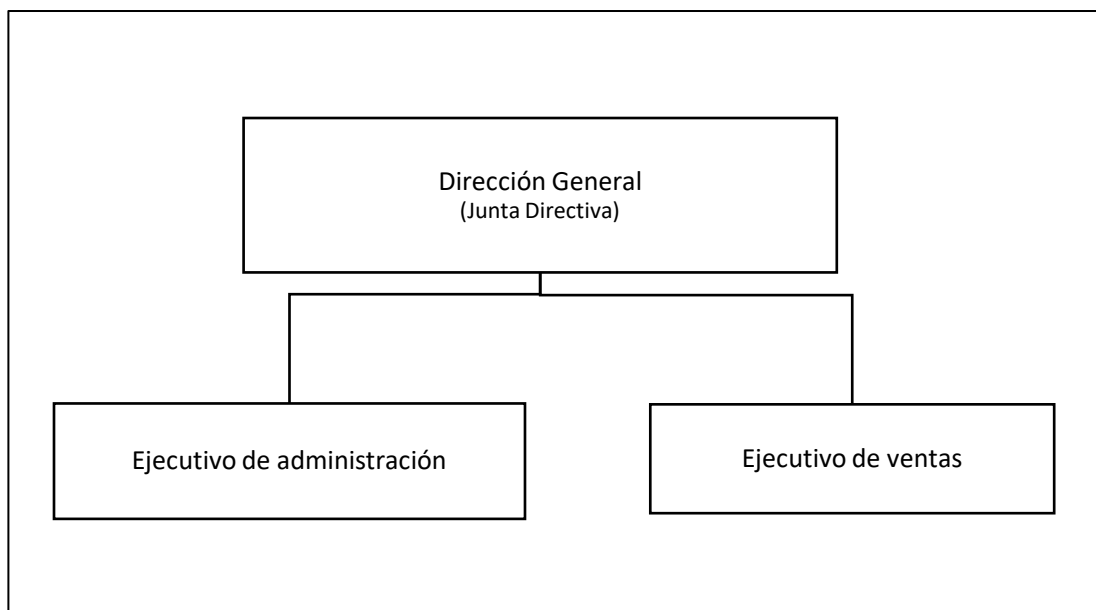 Dirección General
(Junta Directiva)
Ejecutivo de administración
Ejecutivo de ventas